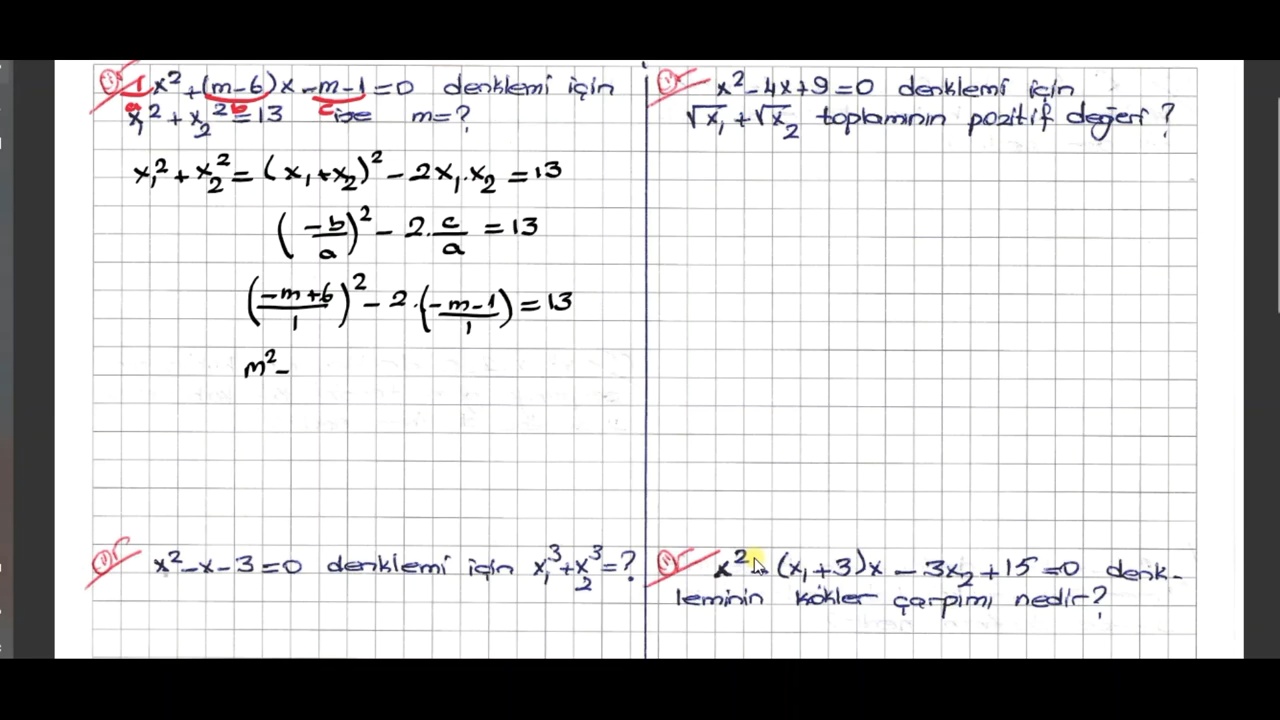 1x² + (m-6)x - m - 1 = 0 denklemi için
a b c
x₁² + x₂² = 13 ise m = ?
x₁² + x₂² = (x₁ + x₂)² - 2x₁.x₂ = 13
(-b/a)² - 2.c/a = 13
(-m+6/1)² - 2.(-m-1/1) = 13
m² -
x² - 4x + 9 = 0 denklemi için
√x₁ + √x₂ toplamının pozitif değeri ?
x² - x - 3 = 0 denklemi için x₁³ + x₂³ = ?
x² - (x₁ + 3)x - 3x₂ + 15 = 0 denk-
leminin kökler çarpımı nedir?